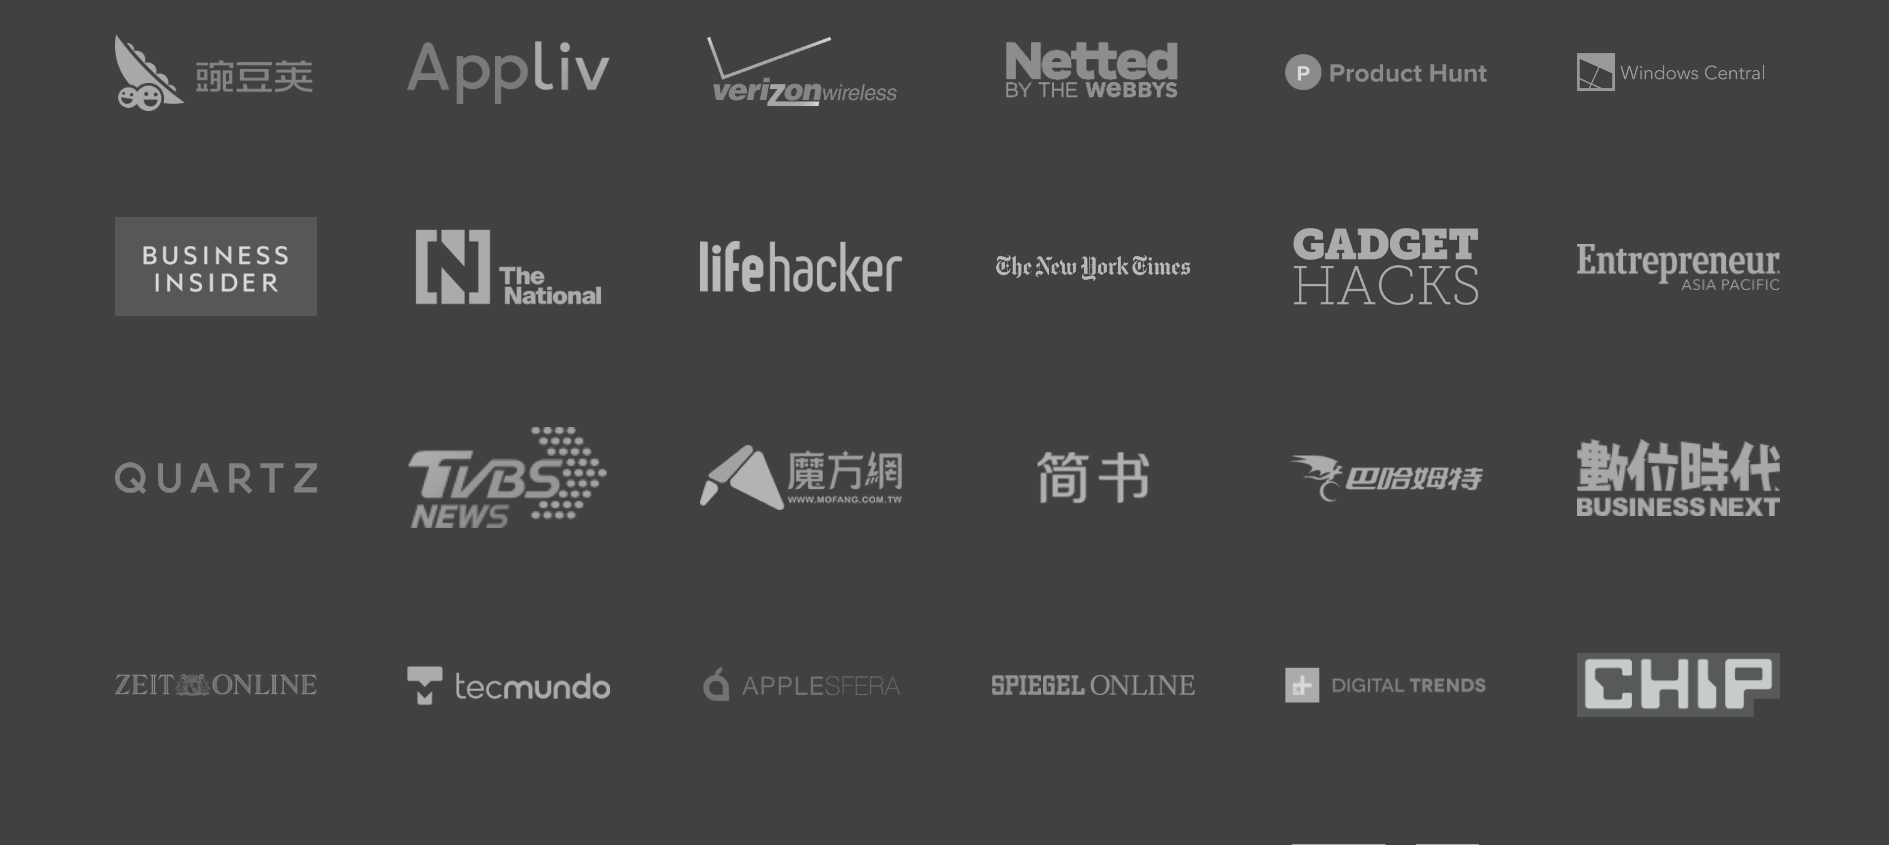 豌豆荚
Appliv
verizonwireless
Netted
BY THE WEBBYS
P Product Hunt
Windows Central
BUSINESS
INSIDER
N The
National
lifehacker
The New York Times
GADGET
HACKS
Entrepreneur
ASIA PACIFIC
QUARTZ
TVBS
NEWS
魔方網
WWW.MOFANG.COM.TW
简书
巴哈姆特
數位時代
BUSINESS NEXT
ZEIT ONLINE
tecmundo
APPLESFERA
SPIEGEL ONLINE
dt DIGITAL TRENDS
CHIP